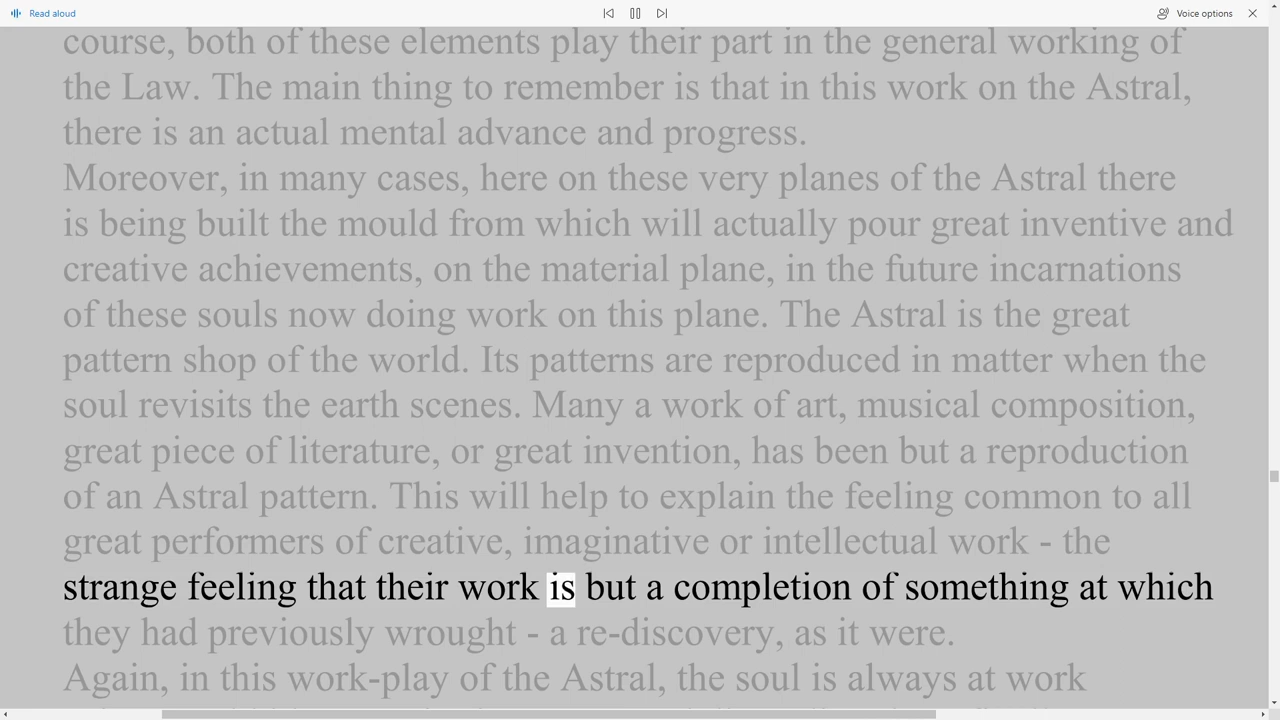 Read aloud
Voice options
course, both of these elements play their part in the general working of
the Law. The main thing to remember is that in this work on the Astral,
there is an actual mental advance and progress.
Moreover, in many cases, here on these very planes of the Astral there
is being built the mould from which will actually pour great inventive and
creative achievements, on the material plane, in the future incarnations
of these souls now doing work on this plane. The Astral is the great
pattern shop of the world. Its patterns are reproduced in matter when the
soul revisits the earth scenes. Many a work of art, musical composition,
great piece of literature, or great invention, has been but a reproduction
of an Astral pattern. This will help to explain the feeling common to all
great performers of creative, imaginative or intellectual work - the
strange feeling that their work is but a completion of something at which
they had previously wrought - a re-discovery, as it were.
Again, in this work-play of the Astral, the soul is always at work